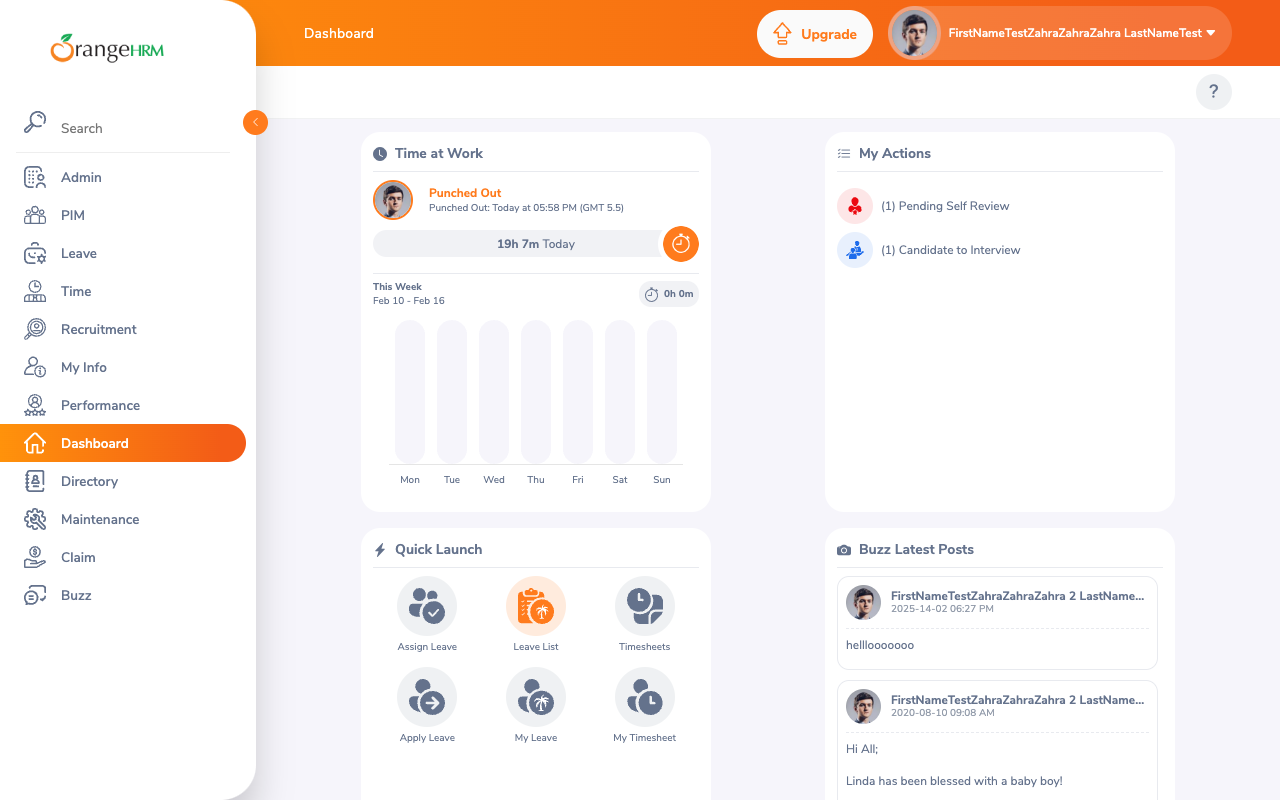 OrangeHRM
Dashboard
Upgrade
FirstNameTestZahraZahraZahra LastNameTest
?
Search
Admin
PIM
Leave
Time
Recruitment
My Info
Performance
Dashboard
Directory
Maintenance
Claim
Buzz
Time at Work
Punched Out
Punched Out: Today at 05:58 PM (GMT 5.5)
19h 7m Today
This Week
Feb 10 - Feb 16
0h 0m
Mon Tue Wed Thu Fri Sat Sun
My Actions
(1) Pending Self Review
(1) Candidate to Interview
Quick Launch
Assign Leave Leave List Timesheets
Apply Leave My Leave My Timesheet
Buzz Latest Posts
FirstNameTestZahraZahraZahra 2 LastName...
2025-14-02 06:27 PM
hellloooooo
FirstNameTestZahraZahraZahra 2 LastName...
2020-08-10 09:08 AM
Hi All;
Linda has been blessed with a baby boy!